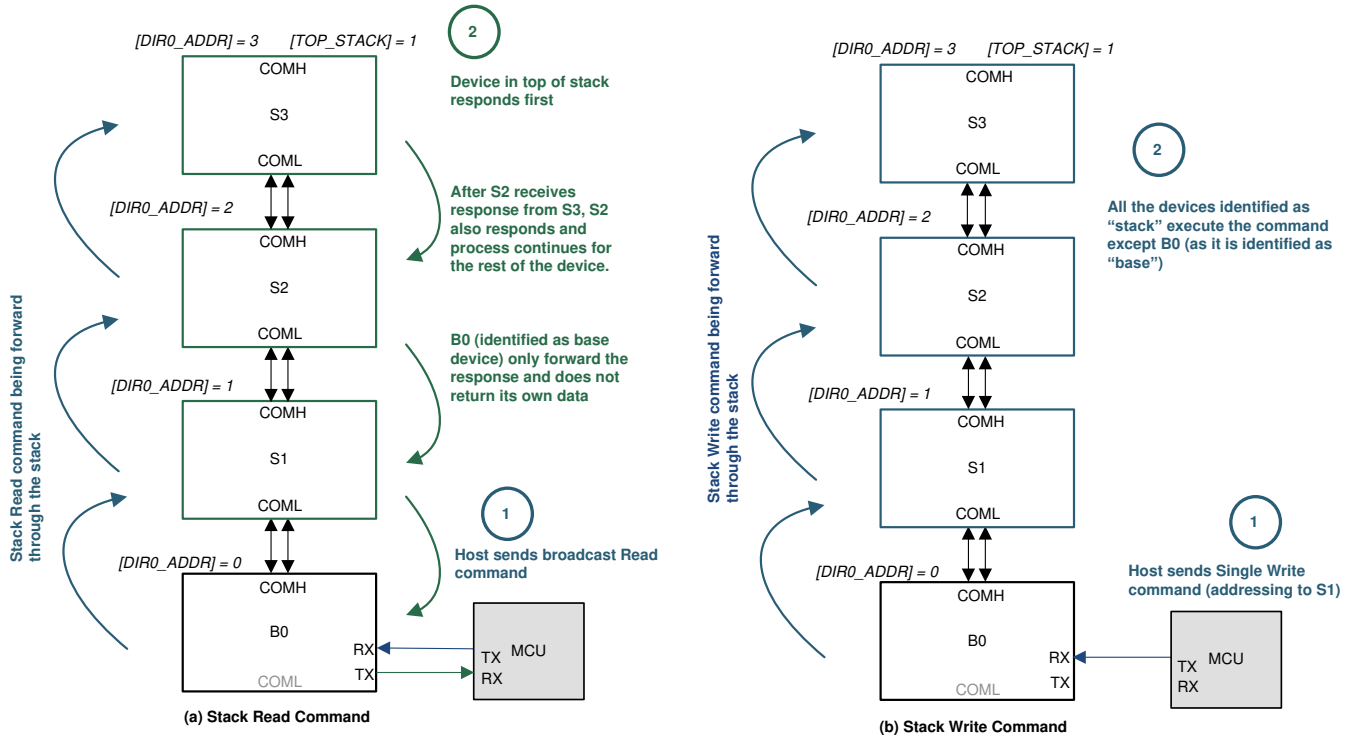 [DIR0_ADDR] = 3 [TOP_STACK] = 1
COMH
S3
COML
2
Device in top of stack
responds first
After S2 receives
response from S3, S2
also responds and
process continues for
the rest of the device.
[DIR0_ADDR] = 2
COMH
S2
COML
B0 (identified as base
device) only forward the
response and does not
return its own data
[DIR0_ADDR] = 1
COMH
S1
COML
Stack Read command being forward
through the stack
1
Host sends broadcast Read
command
[DIR0_ADDR] = 0
COMH
B0
RX
TX
COML
TX
MCU
RX
(a) Stack Read Command
[DIR0_ADDR] = 3 [TOP_STACK] = 1
COMH
S3
COML
2
All the devices identified as
“stack” execute the command
except B0 (as it is identified as
“base”)
[DIR0_ADDR] = 2
COMH
S2
COML
[DIR0_ADDR] = 1
COMH
S1
COML
Stack Write command being forward
through the stack
1
Host sends Single Write
command (addressing to S1)
[DIR0_ADDR] = 0
COMH
B0
RX
TX
COML
TX
MCU
RX
(b) Stack Write Command